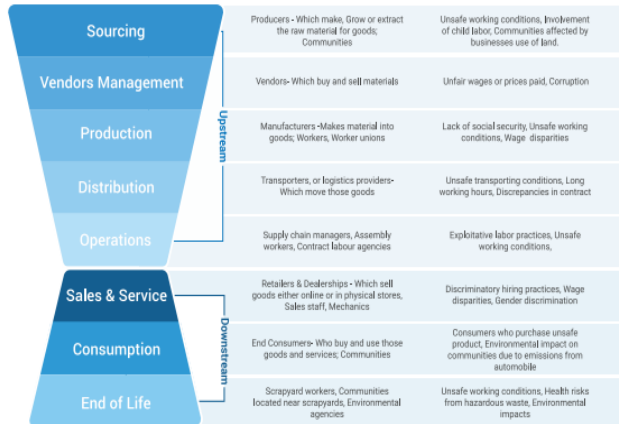 Sourcing
Producers - Which make, Grow or extract
the raw material for goods;
Communities
Unsafe working conditions, Involvement
of child labor, Communities affected by
businesses use of land.
Vendors Management
Vendors- Which buy and sell materials
Unfair wages or prices paid, Corruption
Upstream
Production
Manufacturers -Makes material into
goods; Workers, Worker unions
Lack of social security, Unsafe working
conditions, Wage disparities
Distribution
Transporters, or logistics providers-
Which move those goods
Unsafe transporting conditions, Long
working hours, Discrepancies in contract
Operations
Supply chain managers, Assembly
workers, Contract labour agencies
Exploitative labor practices, Unsafe
working conditions,
Sales & Service
Retailers & Dealerships - Which sell
goods either online or in physical stores,
Sales staff, Mechanics
Discriminatory hiring practices, Wage
disparities, Gender discrimination
Downstream
Consumption
End Consumers- Who buy and use those
goods and services; Communities
Consumers who purchase unsafe
product, Environmental impact on
communities due to emissions from
automobile
End of Life
Scrapyard workers, Communities
located near scrapyards, Environmental
agencies
Unsafe working conditions, Health risks
from hazardous waste, Environmental
impacts